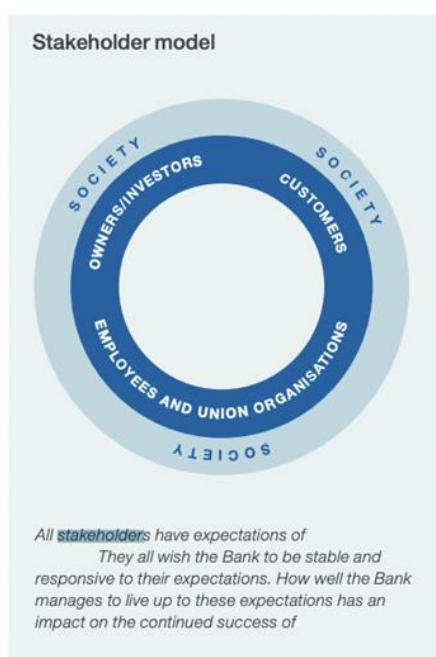 Stakeholder model
SOCIETY
SOCIETY
OWNERS/INVESTORS
CUSTOMERS
EMPLOYEES AND UNION ORGANISATIONS
SOCIETY
All stakeholders have expectations of
They all wish the Bank to be stable and
responsive to their expectations. How well the Bank
manages to live up to these expectations has an
impact on the continued success of